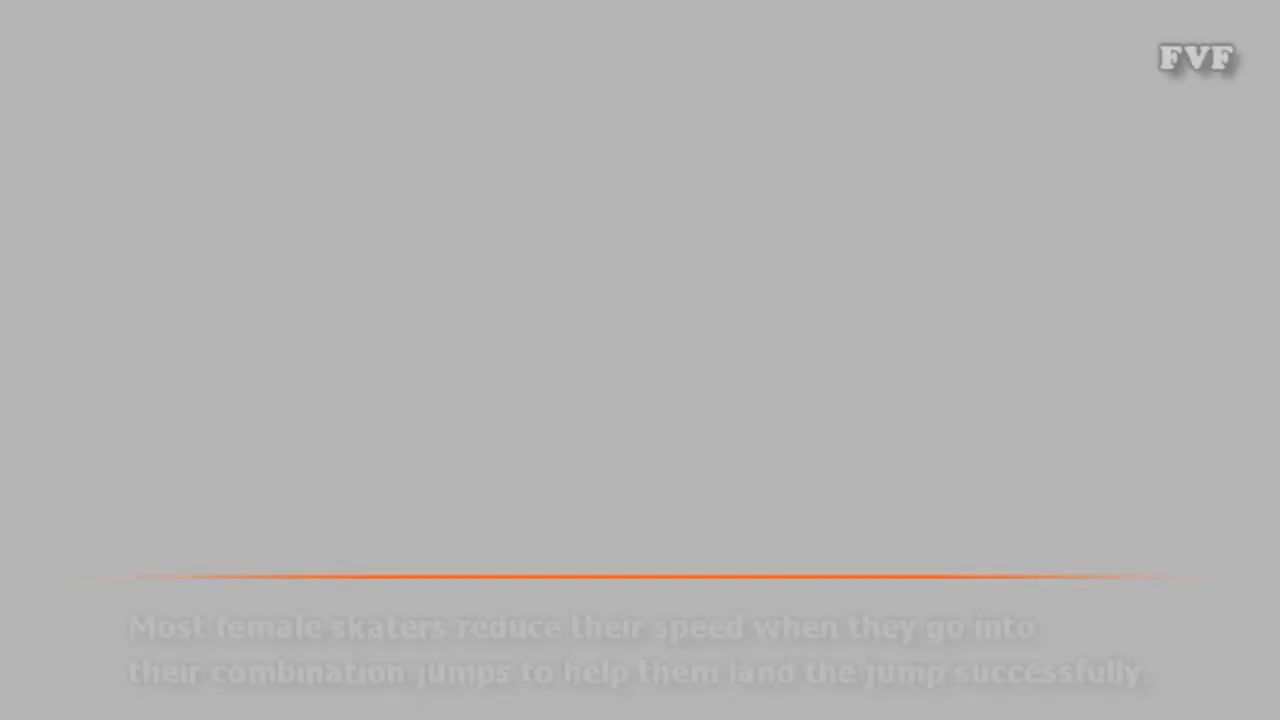 FVF
Most female skaters reduce their speed when they go into
their combination jumps to help them land the jump successfully